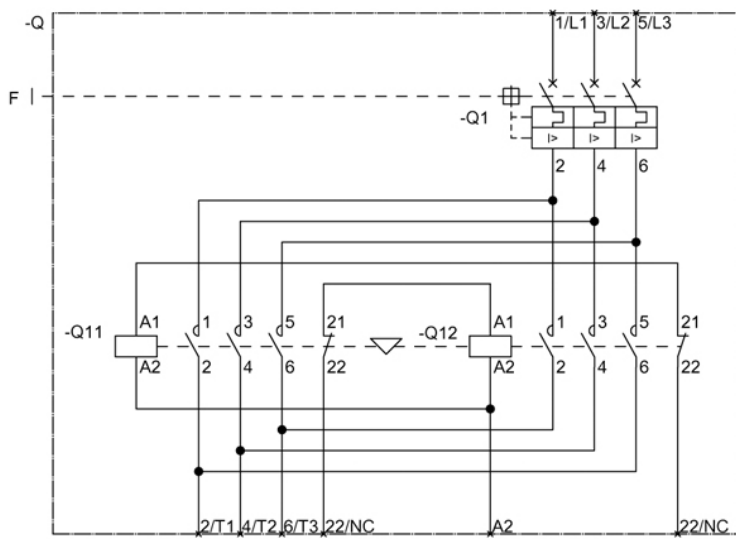 -Q 1/L1 3/L2 5/L3
F
-Q1
I> I> I>
2 4 6
A1 1 3 5 21 A1 1 3 5 21
-Q11 -Q12
A2 2 4 6 22 A2 2 4 6 22
2/T1 4/T2 6/T3 22/NC A2 22/NC